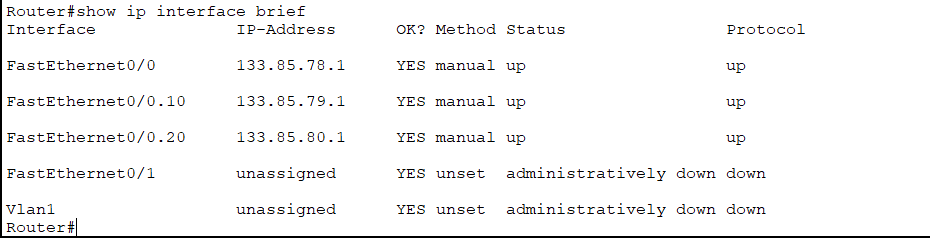 Router#show ip interface brief
Interface              IP-Address      OK? Method Status                Protocol
FastEthernet0/0        133.85.78.1     YES manual up                    up
FastEthernet0/0.10     133.85.79.1     YES manual up                    up
FastEthernet0/0.20     133.85.80.1     YES manual up                    up
FastEthernet0/1        unassigned      YES unset  administratively down down
Vlan1                  unassigned      YES unset  administratively down down
Router#